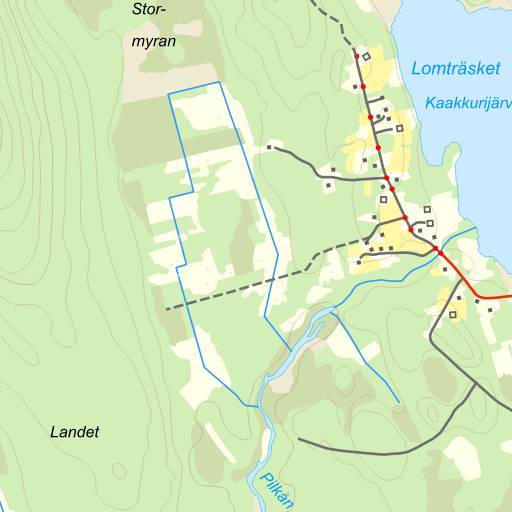 Stor-
myran
Lomträsket
Kaakkurijärv
Landet
Pilkån